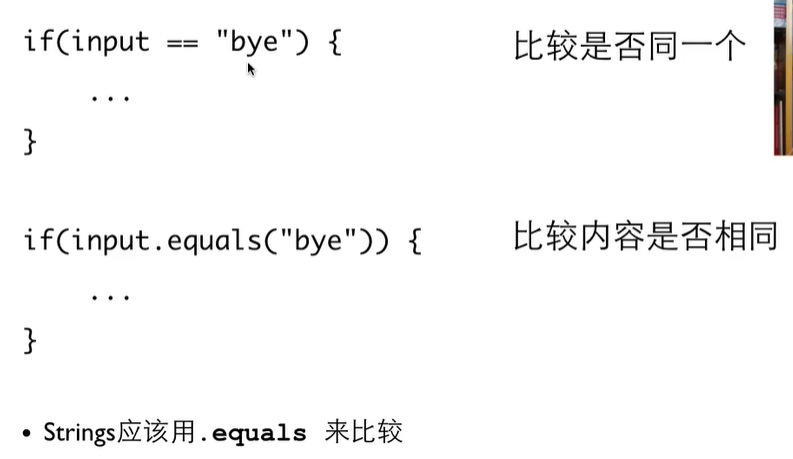 if(input == "bye") {
比较是否同一个
...
}
if(input.equals("bye")) {
比较内容是否相同
...
}
• Strings应该用.equals 来比较